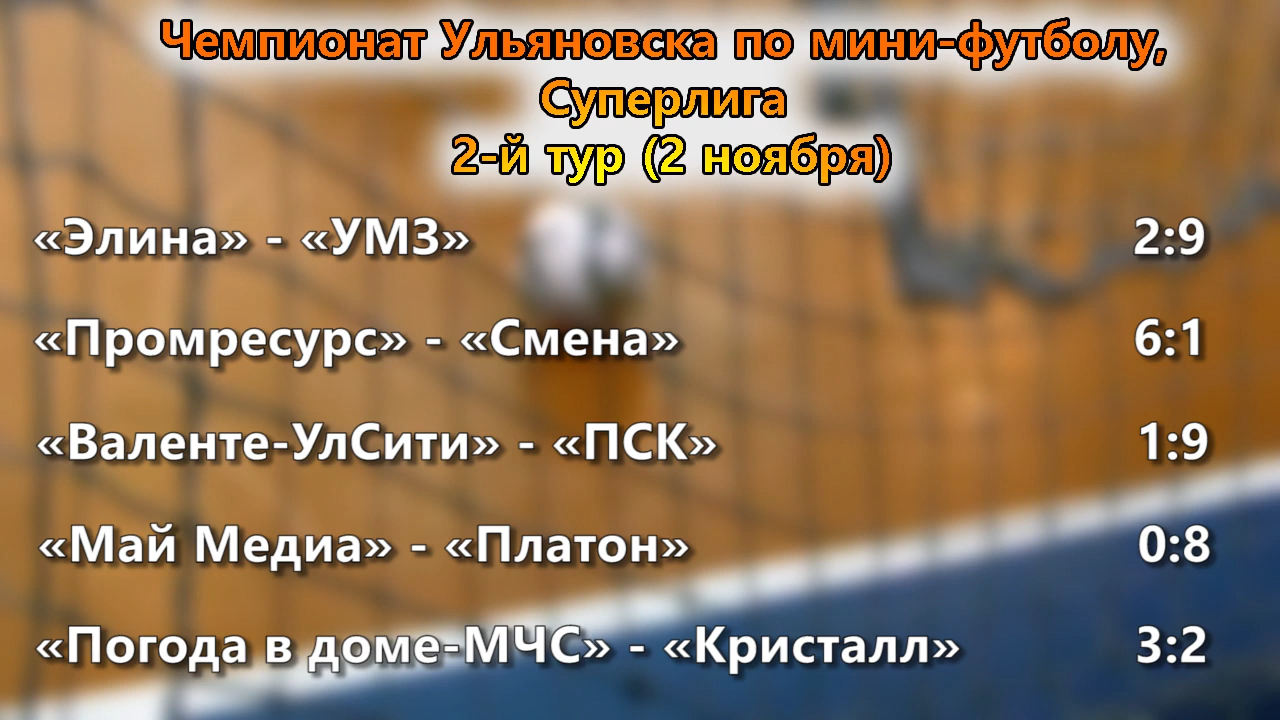 Чемпионат Ульяновска по мини-футболу,
Суперлига
2-й тур (2 ноября)
«Элина» - «УМЗ» 2:9
«Промресурс» - «Смена» 6:1
«Валенте-УлСити» - «ПСК» 1:9
«Май Медиа» - «Платон» 0:8
«Погода в доме-МЧС» - «Кристалл» 3:2